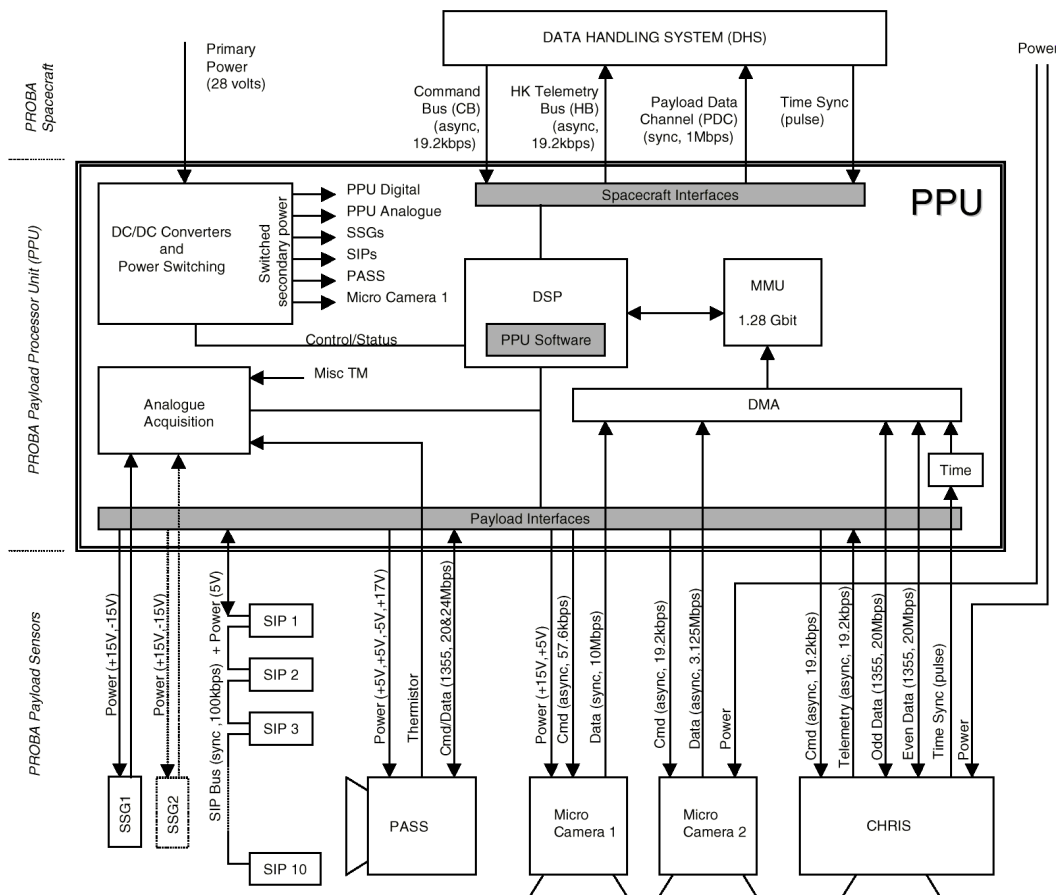 DATA HANDLING SYSTEM (DHS)
Primary
Power
(28 volts)
Power
PROBA
Spacecraft
Command
Bus (CB)
(async,
19.2kbps)
HK Telemetry
Bus (HB)
(async,
19.2kbps)
Payload Data
Channel (PDC)
(sync, 1Mbps)
Time Sync
(pulse)
PROBA Payload Processor Unit (PPU)
PPU
Spacecraft Interfaces
DC/DC Converters
and
Power Switching
Switched
secondary power
PPU Digital
PPU Analogue
SSGs
SIPs
PASS
Micro Camera 1
DSP
PPU Software
MMU
1.28 Gbit
Control/Status
Misc TM
Analogue
Acquisition
DMA
Time
Payload Interfaces
PROBA Payload Sensors
Power (+15V,-15V)
Power (+15V,-15V)
SIP Bus (sync ,100kbps) + Power (5V)
SIP 1
SIP 2
SIP 3
SIP 10
Power (+5V,+5V,-5V,+17V)
Thermistor
Cmd/Data (1355, 20&24Mbps)
Power (+15V,+5V)
Cmd (async, 57.6kbps)
Data (sync, 10Mbps)
Cmd (async, 19.2kbps)
Data (async, 3.125Mbps)
Power
Cmd (async, 19.2kbps)
Telemetry (async, 19.2kbps)
Odd Data (1355, 20Mbps)
Even Data (1355, 20Mbps)
Time Sync (pulse)
Power
SSG1
SSG2
PASS
Micro
Camera 1
Micro
Camera 2
CHRIS